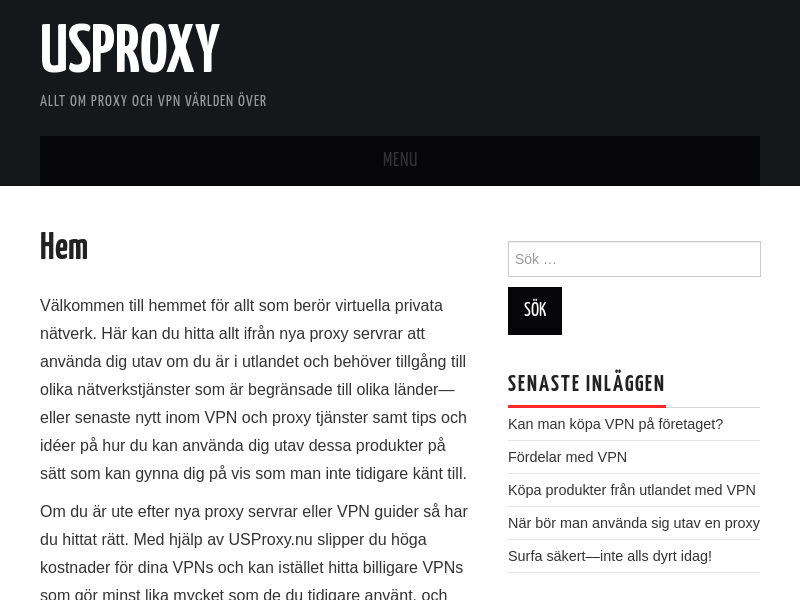 USPROXY
ALLT OM PROXY OCH VPN VÄRLDEN ÖVER
MENU
Hem
Välkommen till hemmet för allt som berör virtuella privata
nätverk. Här kan du hitta allt ifrån nya proxy servrar att
använda dig utav om du är i utlandet och behöver tillgång till
olika nätverkstjänster som är begränsade till olika länder—
eller senaste nytt inom VPN och proxy tjänster samt tips och
idéer på hur du kan använda dig utav dessa produkter på
sätt som kan gynna dig på vis som man inte tidigare känt till.
Om du är ute efter nya proxy servrar eller VPN guider så har
du hittat rätt. Med hjälp av USProxy.nu slipper du höga
kostnader för dina VPNs och kan istället hitta billigare VPNs
som gör minst lika mycket som de du tidigare använt, och
Sök …
SÖK
SENASTE INLÄGGEN
Kan man köpa VPN på företaget?
Fördelar med VPN
Köpa produkter från utlandet med VPN
När bör man använda sig utav en proxy
Surfa säkert—inte alls dyrt idag!